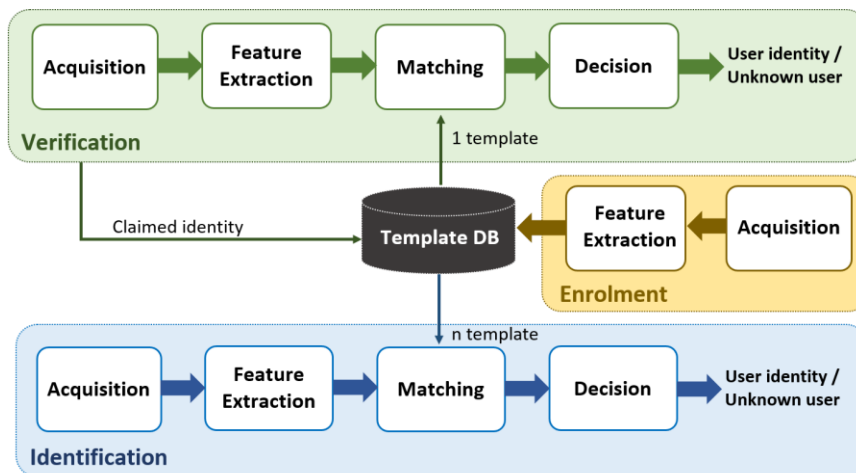 Acquisition
Feature
Extraction
Matching
Decision
User identity /
Unknown user
Verification
1 template
Claimed identity
Template DB
Feature
Extraction
Acquisition
Enrolment
n template
Acquisition
Feature
Extraction
Matching
Decision
User identity /
Unknown user
Identification